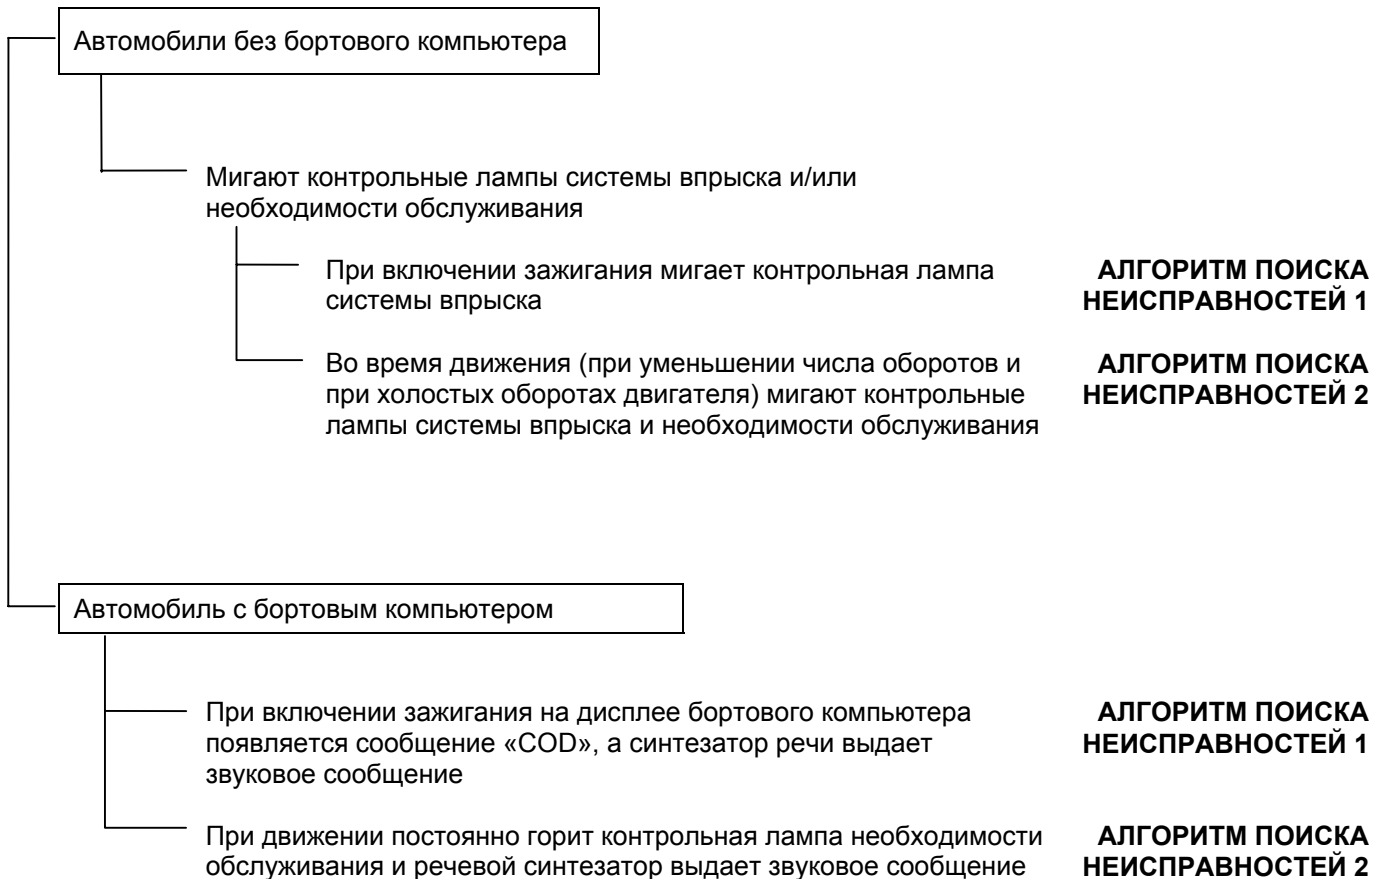 Автомобили без бортового компьютера
Мигают контрольные лампы системы впрыска и/или
необходимости обслуживания
При включении зажигания мигает контрольная лампа
системы впрыска
АЛГОРИТМ ПОИСКА
НЕИСПРАВНОСТЕЙ 1
Во время движения (при уменьшении числа оборотов и
при холостых оборотах двигателя) мигают контрольные
лампы системы впрыска и необходимости обслуживания
АЛГОРИТМ ПОИСКА
НЕИСПРАВНОСТЕЙ 2
Автомобиль с бортовым компьютером
При включении зажигания на дисплее бортового компьютера
появляется сообщение «COD», а синтезатор речи выдает
звуковое сообщение
АЛГОРИТМ ПОИСКА
НЕИСПРАВНОСТЕЙ 1
При движении постоянно горит контрольная лампа необходимости
обслуживания и речевой синтезатор выдает звуковое сообщение
АЛГОРИТМ ПОИСКА
НЕИСПРАВНОСТЕЙ 2